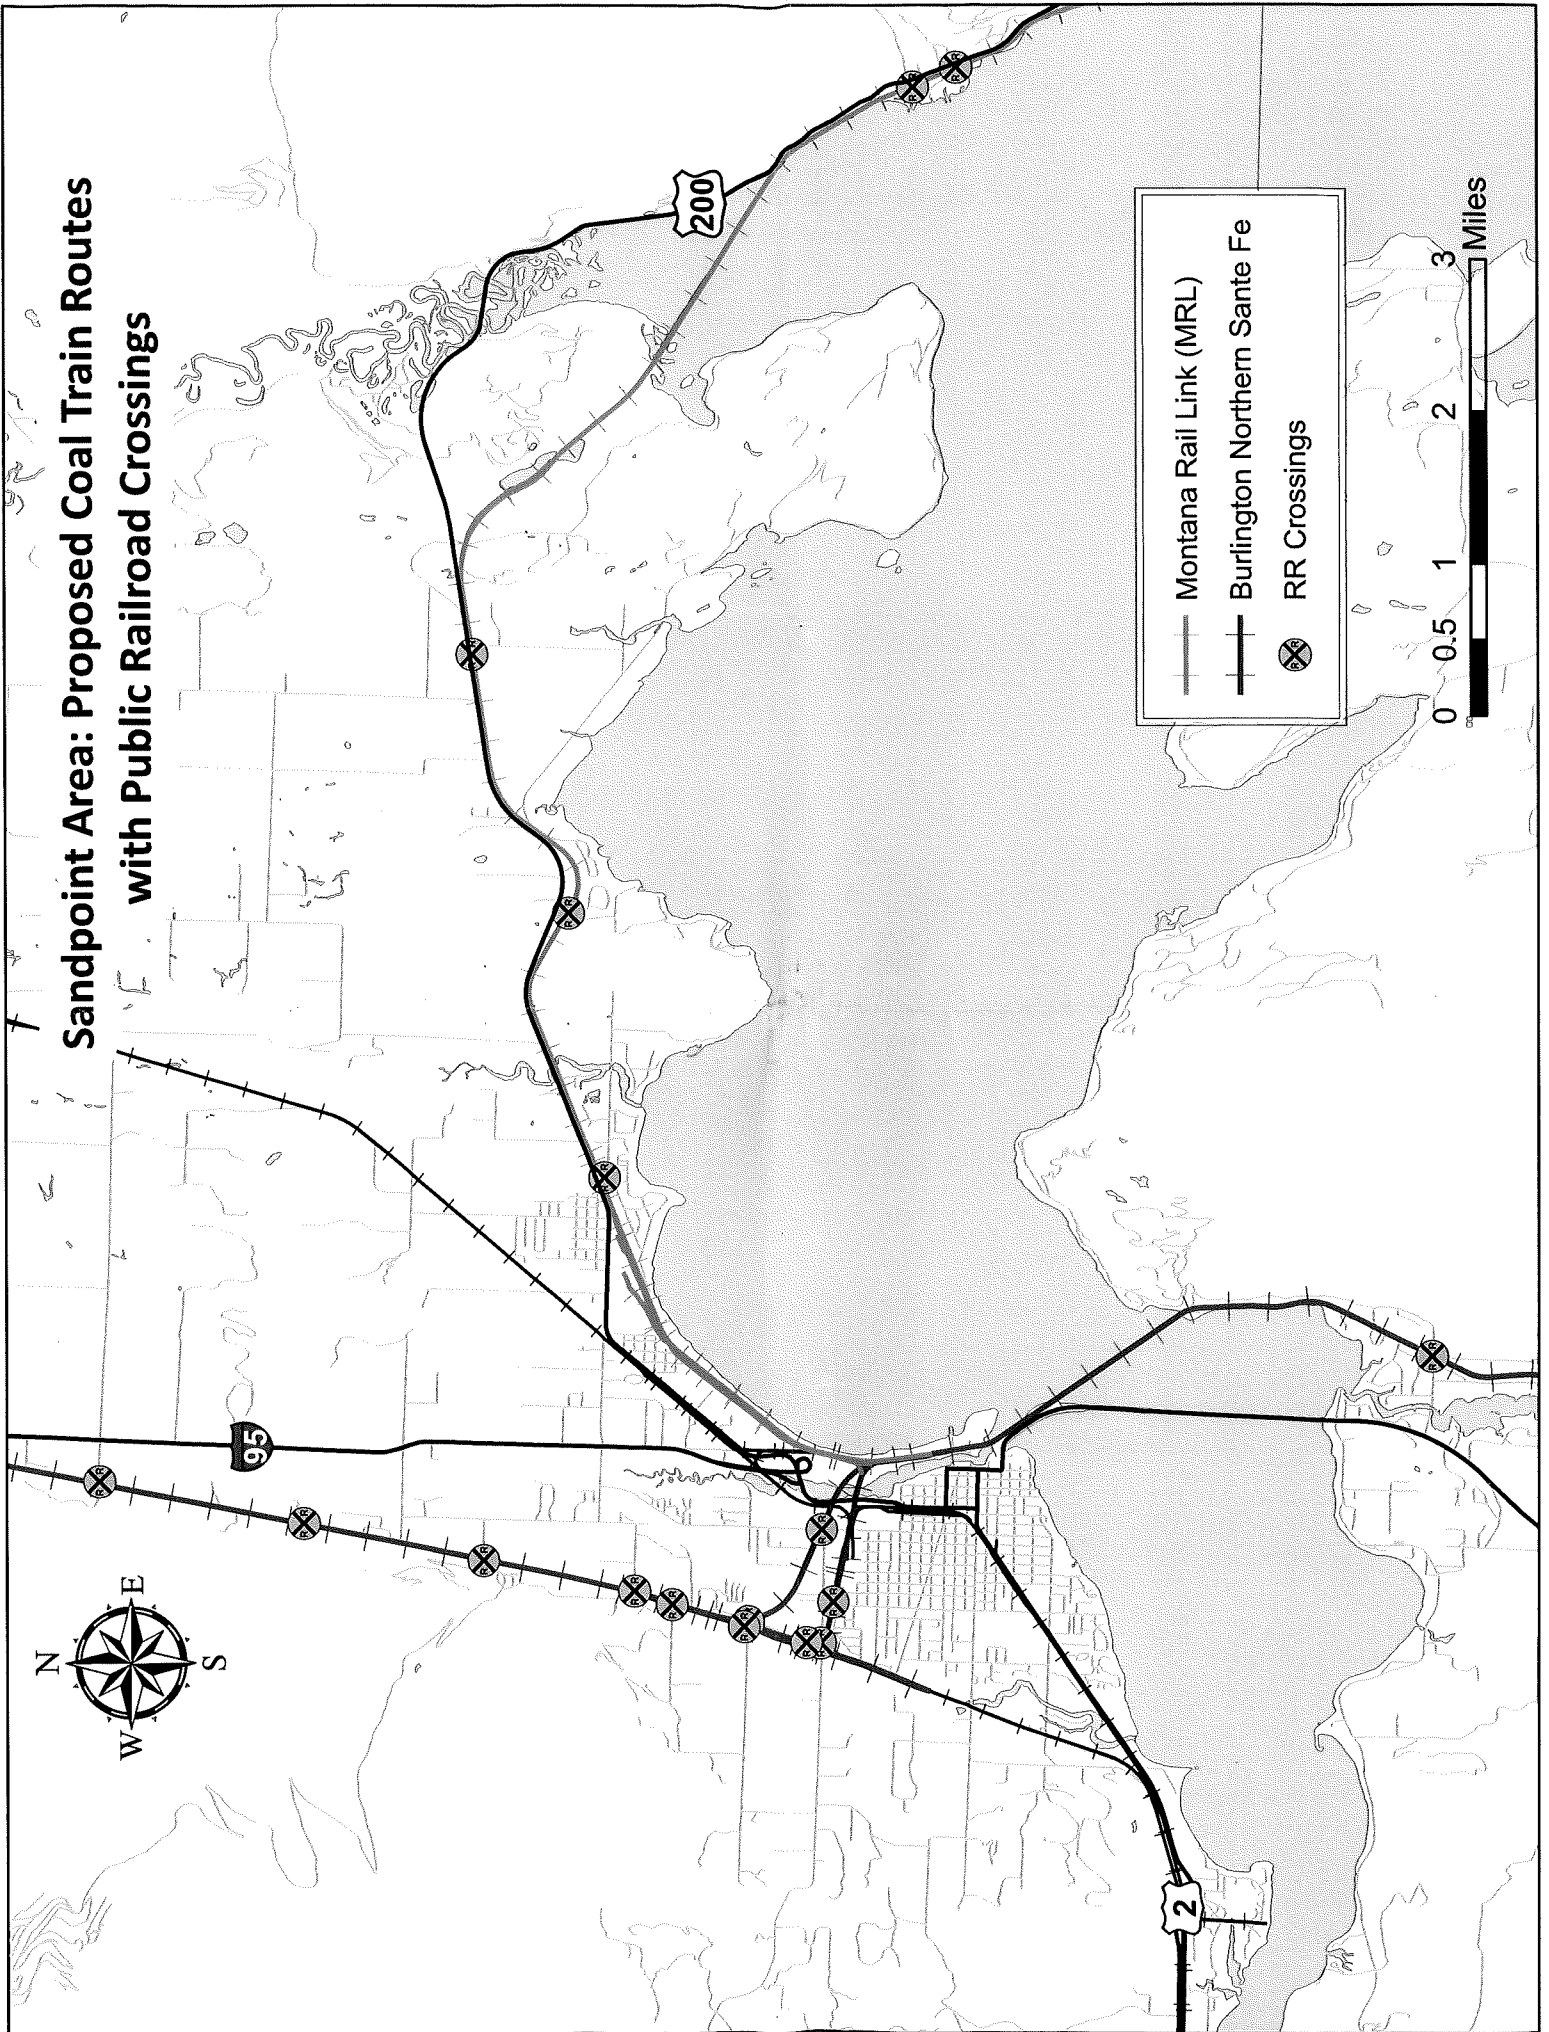 Sandpoint Area: Proposed Coal Train Routes
with Public Railroad Crossings
N
W
E
S
95
200
2
Montana Rail Link (MRL)
Burlington Northern Sante Fe
RR Crossings
0 0.5 1 2 3
Miles